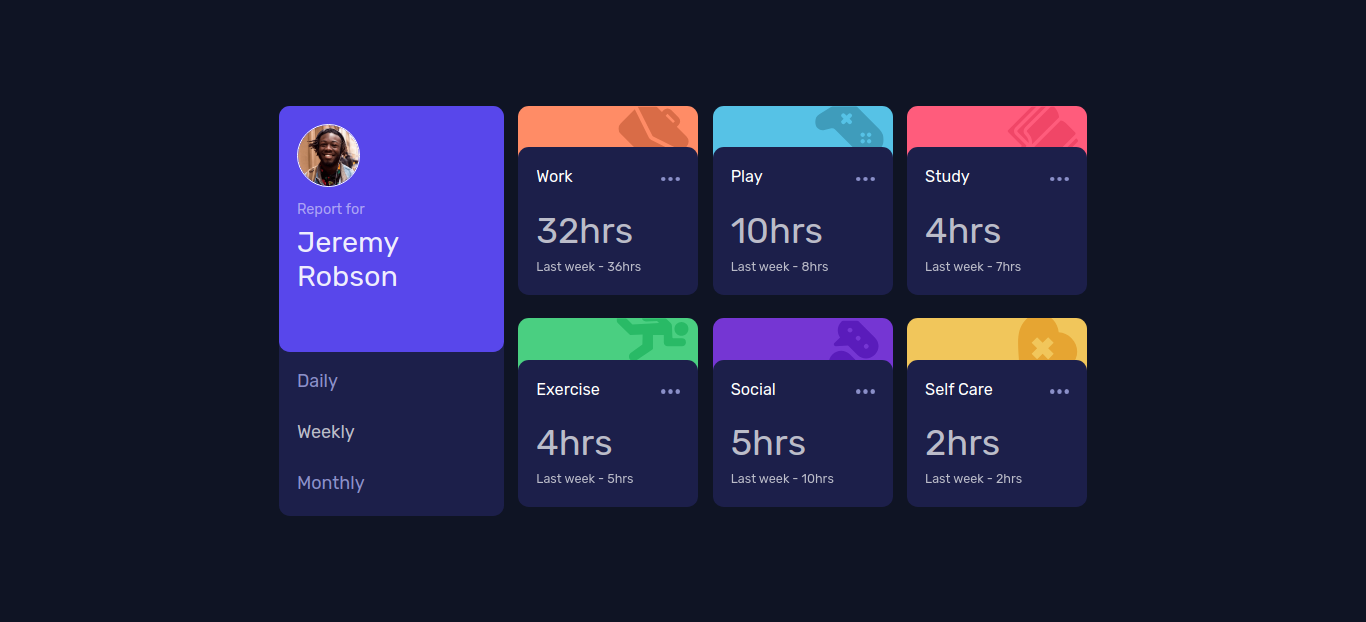 Report for
Jeremy
Robson
Daily
Weekly
Monthly
Work
32hrs
Last week - 36hrs
Play
10hrs
Last week - 8hrs
Study
4hrs
Last week - 7hrs
Exercise
4hrs
Last week - 5hrs
Social
5hrs
Last week - 10hrs
Self Care
2hrs
Last week - 2hrs